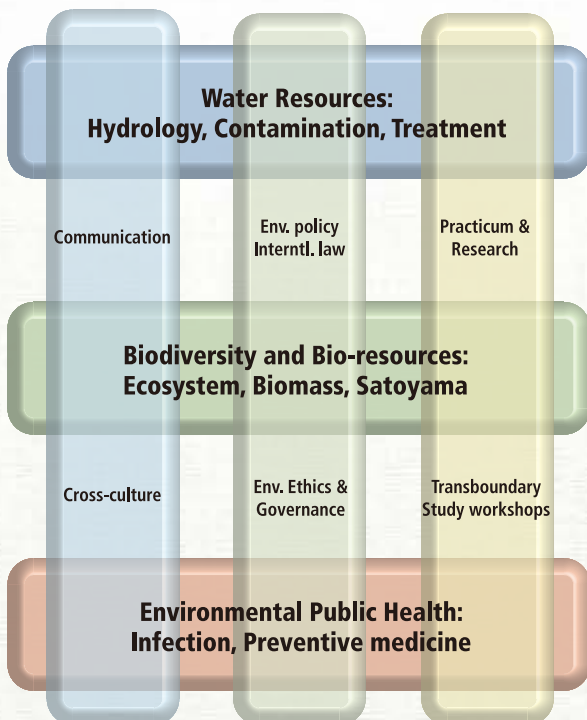 Water Resources:
Hydrology, Contamination, Treatment
Communication
Env. policy
Interntl. law
Practicum &
Research
Biodiversity and Bio-resources:
Ecosystem, Biomass, Satoyama
Cross-culture
Env. Ethics &
Governance
Transboundary
Study workshops
Environmental Public Health:
Infection, Preventive medicine